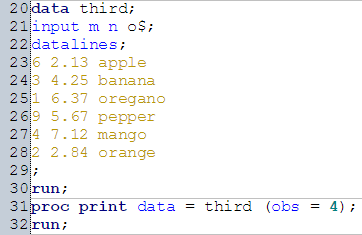 20 data third;
21 input m n o$;
22 datalines;
23 6 2.13 apple
24 3 4.25 banana
25 1 6.37 oregano
26 9 5.67 pepper
27 4 7.12 mango
28 2 2.84 orange
29 ;
30 run;
31 proc print data = third (obs = 4);
32 run;